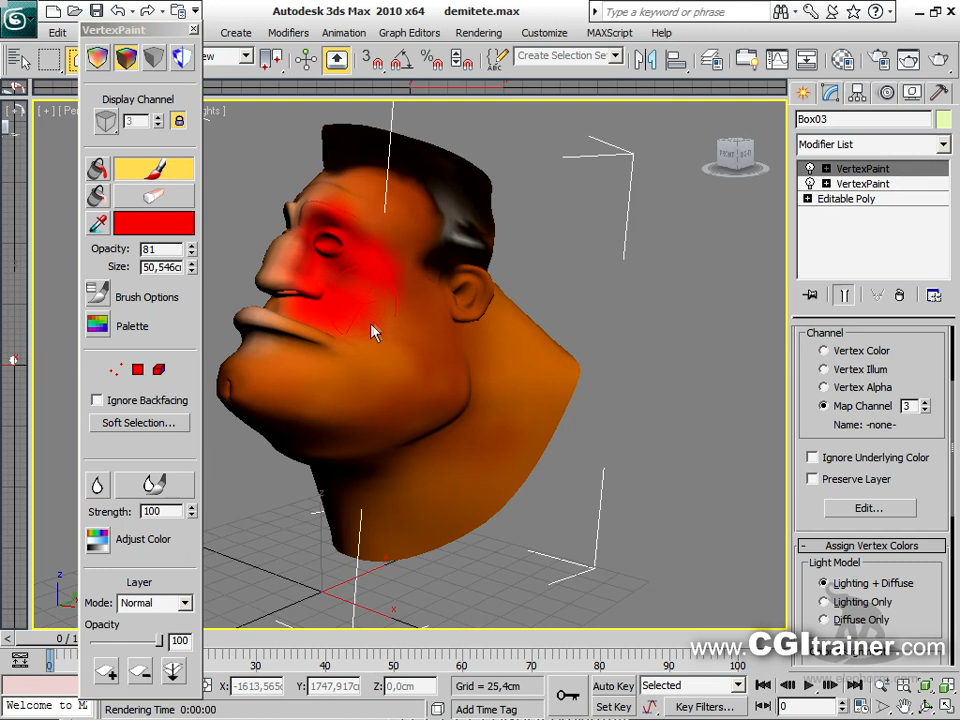 Autodesk 3ds Max 2010 x64
demitete.max
Type a keyword or phrase
Edit
Create
Modifiers
Animation
Graph Editors
Rendering
Customize
MAXScript
Help
VertexPaint
Create Selection Se
Display Channel
3
Opacity: 81
Size: 50,546c
Brush Options
Palette
Ignore Backfacing
Soft Selection...
Strength: 100
Adjust Color
Layer
Mode: Normal
Opacity
100
FRONT
Box03
Modifier List
VertexPaint
VertexPaint
Editable Poly
Channel
Vertex Color
Vertex Illum
Vertex Alpha
Map Channel 3
Name: -none-
Ignore Underlying Color
Preserve Layer
Edit...
- Assign Vertex Colors
Light Model
Lighting + Diffuse
Lighting Only
Diffuse Only
www.CGItrainer.com
z
x
0 / 1
30 40 50 60 70 80 90 100
X: -1613,565c
Y: 1747,917c
Z: 0,0cm
Grid = 25,4cm
Auto Key
Selected
Welcome to M
Rendering Time 0:00:00
Add Time Tag
Set Key
Key Filters...
0